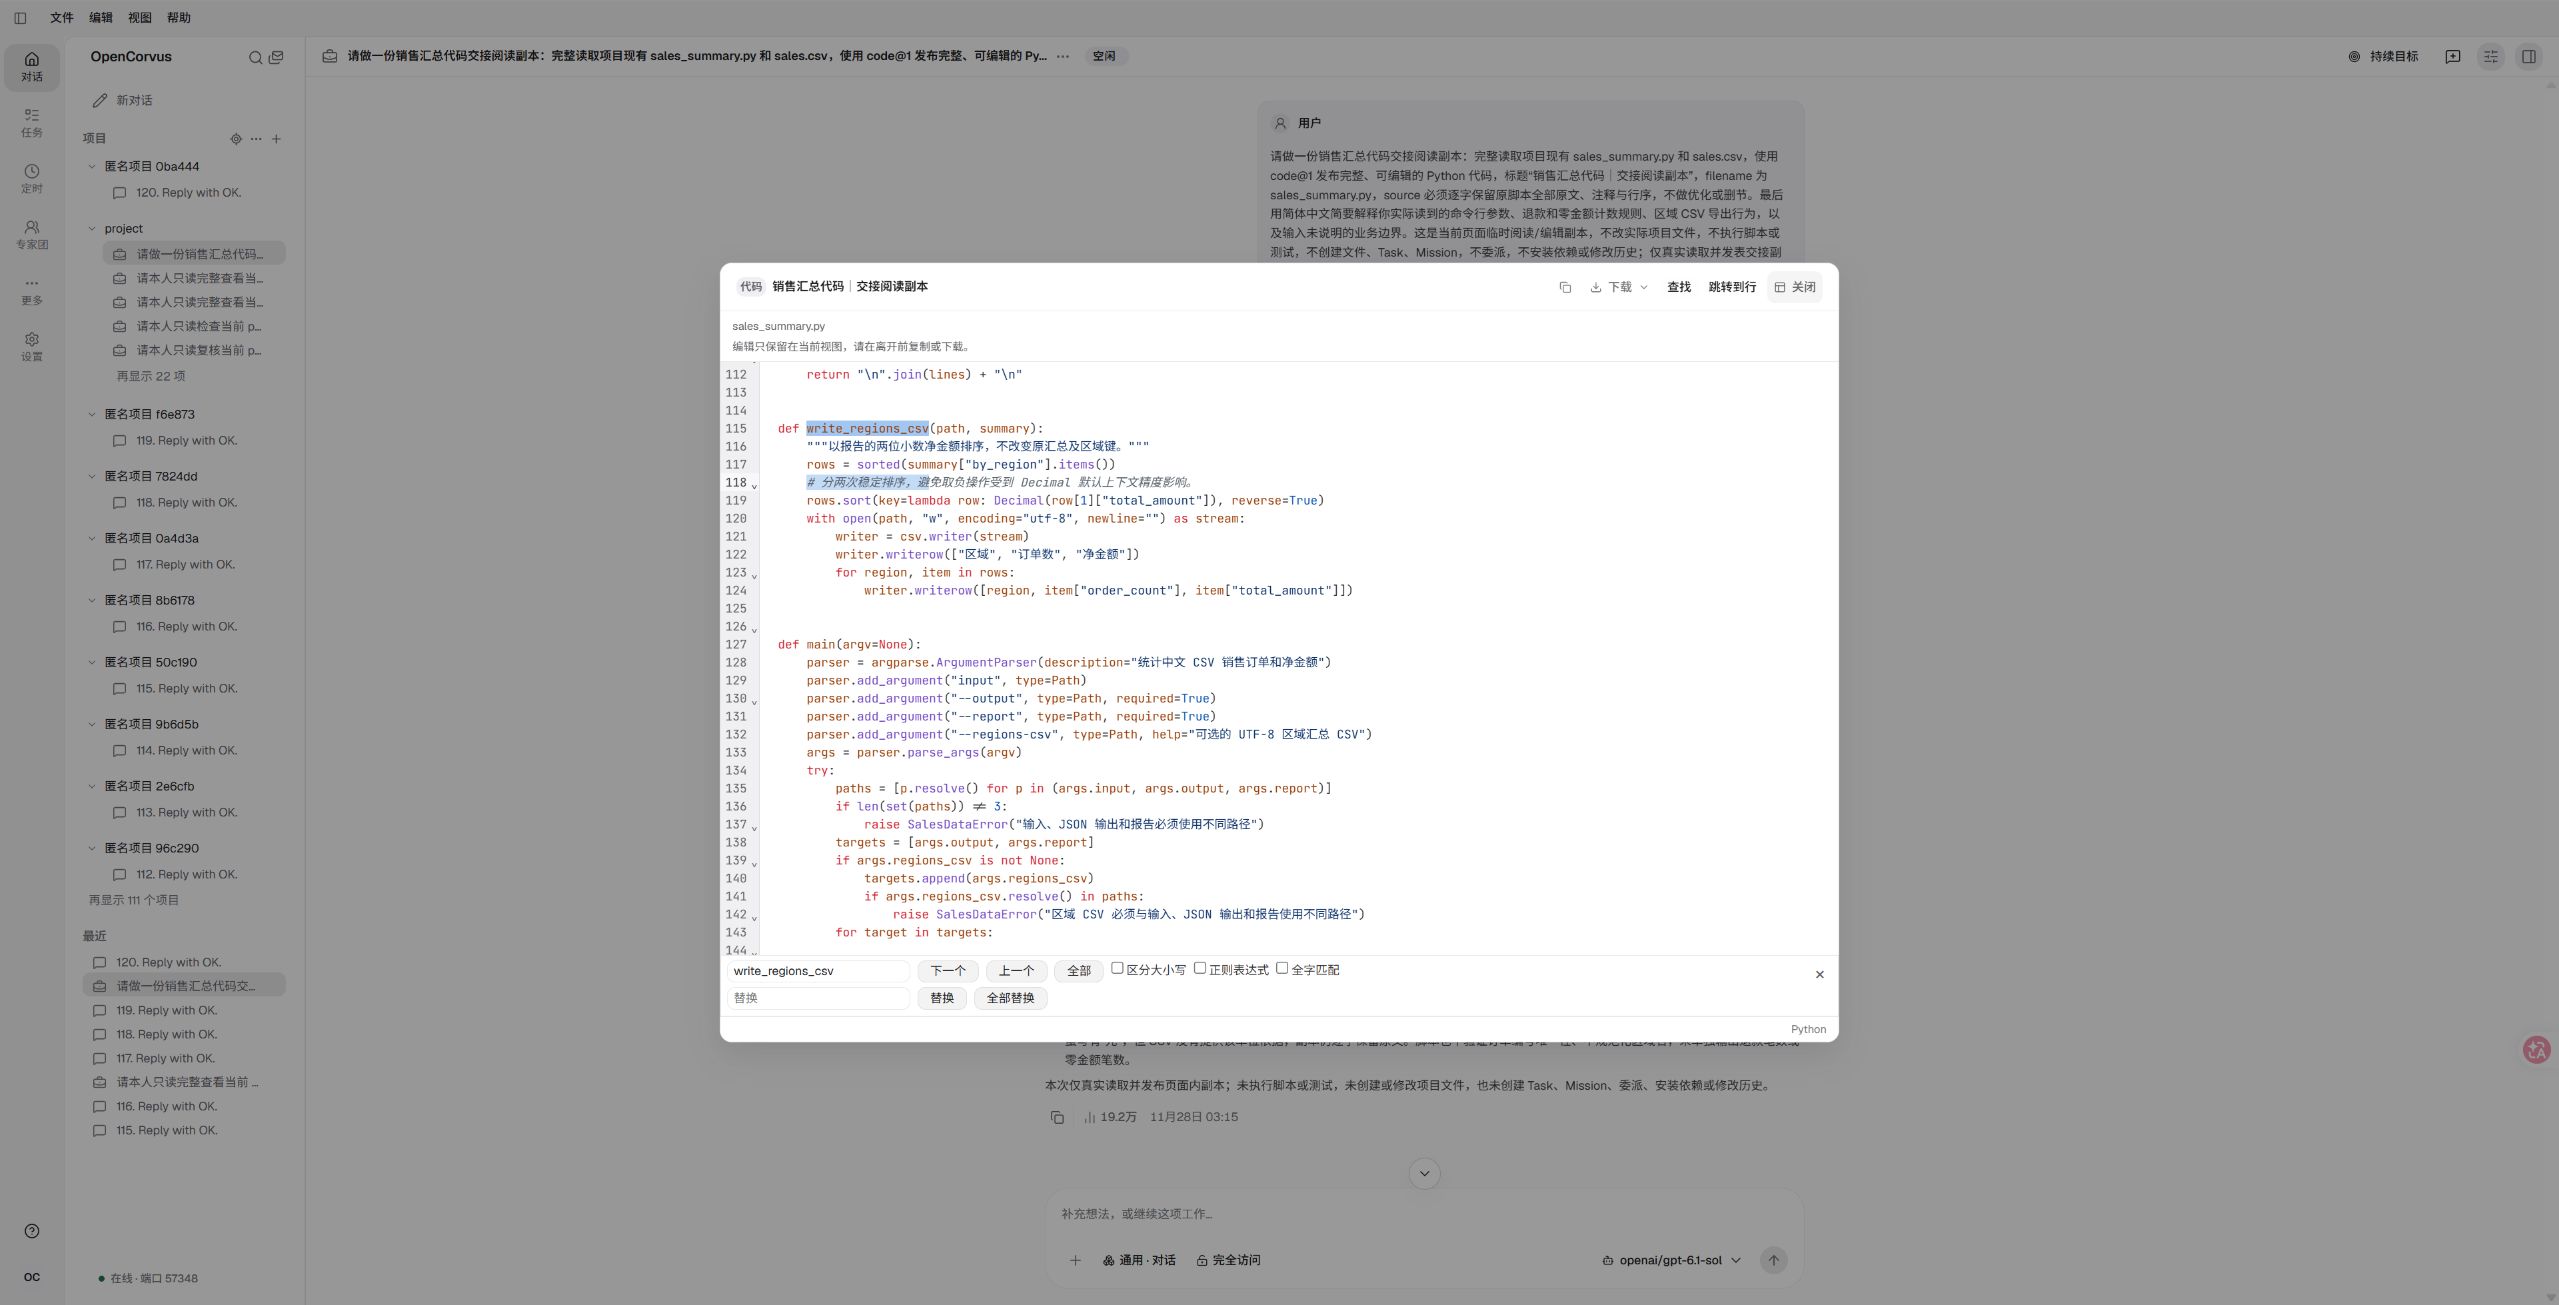 文件 编辑 视图 帮助
对话
任务
定时
专家团
更多
设置
OC
OpenCorvus
新对话
项目
匿名项目 0ba444
120. Reply with OK.
project
请做一份销售汇总代码...
请本人只读完整查看当...
请本人只读完整查看当...
请本人只读检查当前 p...
请本人只读复核当前 p...
再显示 22 项
匿名项目 f6e873
119. Reply with OK.
匿名项目 7824dd
118. Reply with OK.
匿名项目 0a4d3a
117. Reply with OK.
匿名项目 8b6178
116. Reply with OK.
匿名项目 50c190
115. Reply with OK.
匿名项目 9b6d5b
114. Reply with OK.
匿名项目 2e6cfb
113. Reply with OK.
匿名项目 96c290
112. Reply with OK.
再显示 111 个项目
最近
120. Reply with OK.
请做一份销售汇总代码交...
119. Reply with OK.
118. Reply with OK.
117. Reply with OK.
请本人只读完整查看当前 ...
116. Reply with OK.
115. Reply with OK.
在线 · 端口 57348
请做一份销售汇总代码交接阅读副本：完整读取项目现有 sales_summary.py 和 sales.csv，使用 code@1 发布完整、可编辑的 Py... ... 空闲
持续目标
用户
请做一份销售汇总代码交接阅读副本：完整读取项目现有 sales_summary.py 和 sales.csv，使用
code@1 发布完整、可编辑的 Python 代码，标题“销售汇总代码｜交接阅读副本”，filename 为
sales_summary.py，source 必须逐字保留原脚本全部原文、注释与行序，不做优化或删节。最后
用简体中文简要解释你实际读到的命令行参数、退款和零金额计数规则、区域 CSV 导出行为，以
及输入未说明的业务边界。这是当前页面临时阅读/编辑副本，不改实际项目文件，不执行脚本或
测试，不创建文件、Task、Mission，不委派，不安装依赖或修改历史；仅真实读取并发表交接副
代码 销售汇总代码｜交接阅读副本
下载 查找 跳转到行 关闭
sales_summary.py
编辑只保留在当前视图，请在离开前复制或下载。
112 return "\n".join(lines) + "\n"
113
114
115 def write_regions_csv(path, summary):
116 """以报告的两位小数净金额排序，不改变原汇总及区域键。"""
117 rows = sorted(summary["by_region"].items())
118 # 分两次稳定排序，避免取负操作受到 Decimal 默认上下文精度影响。
119 rows.sort(key=lambda row: Decimal(row[1]["total_amount"]), reverse=True)
120 with open(path, "w", encoding="utf-8", newline="") as stream:
121 writer = csv.writer(stream)
122 writer.writerow(["区域", "订单数", "净金额"])
123 for region, item in rows:
124 writer.writerow([region, item["order_count"], item["total_amount"]])
125
126
127 def main(argv=None):
128 parser = argparse.ArgumentParser(description="统计中文 CSV 销售订单和净金额")
129 parser.add_argument("input", type=Path)
130 parser.add_argument("--output", type=Path, required=True)
131 parser.add_argument("--report", type=Path, required=True)
132 parser.add_argument("--regions-csv", type=Path, help="可选的 UTF-8 区域汇总 CSV")
133 args = parser.parse_args(argv)
134 try:
135 paths = [p.resolve() for p in (args.input, args.output, args.report)]
136 if len(set(paths)) != 3:
137 raise SalesDataError("输入、JSON 输出和报告必须使用不同路径")
138 targets = [args.output, args.report]
139 if args.regions_csv is not None:
140 targets.append(args.regions_csv)
141 if args.regions_csv.resolve() in paths:
142 raise SalesDataError("区域 CSV 必须与输入、JSON 输出和报告使用不同路径")
143 for target in targets:
144
write_regions_csv 下一个 上一个 全部 区分大小写 正则表达式 全字匹配
替换 替换 全部替换
Python
零金额笔数。
本次仅真实读取并发布页面内副本；未执行脚本或测试，未创建或修改项目文件，也未创建 Task、Mission、委派、安装依赖或修改历史。
19.2万 11月28日 03:15
补充想法，或继续这项工作...
通用 · 对话 完全访问 openai/gpt-6.1-sol